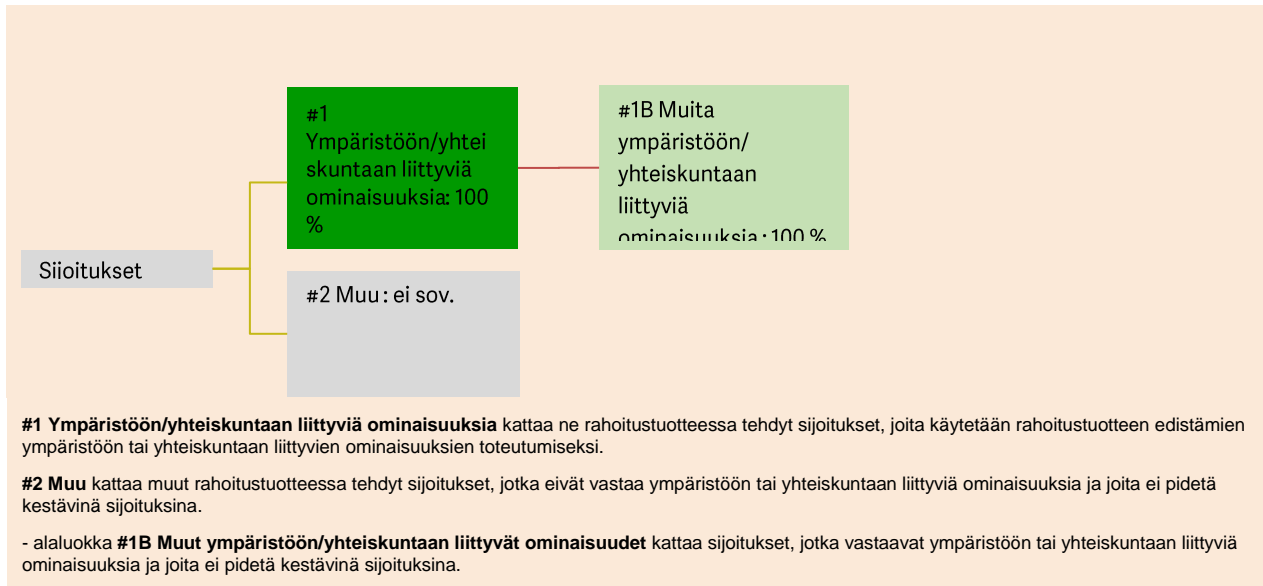 #1
Ympäristöön/yhtei
skuntaan liittyviä
ominaisuuksia: 100
%
#1B Muita
ympäristöön/
yhteiskuntaan
liittyviä
ominaisuuksia : 100 %
Sijoitukset
#2 Muu : ei sov.
#1 Ympäristöön/yhteiskuntaan liittyviä ominaisuuksia kattaa ne rahoitustuotteessa tehdyt sijoitukset, joita käytetään rahoitustuotteen edistämien
ympäristöön tai yhteiskuntaan liittyvien ominaisuuksien toteutumiseksi.
#2 Muu kattaa muut rahoitustuotteessa tehdyt sijoitukset, jotka eivät vastaa ympäristöön tai yhteiskuntaan liittyviä ominaisuuksia ja joita ei pidetä
kestävinä sijoituksina.
- alaluokka #1B Muut ympäristöön/yhteiskuntaan liittyvät ominaisuudet kattaa sijoitukset, jotka vastaavat ympäristöön tai yhteiskuntaan liittyviä
ominaisuuksia ja joita ei pidetä kestävinä sijoituksina.